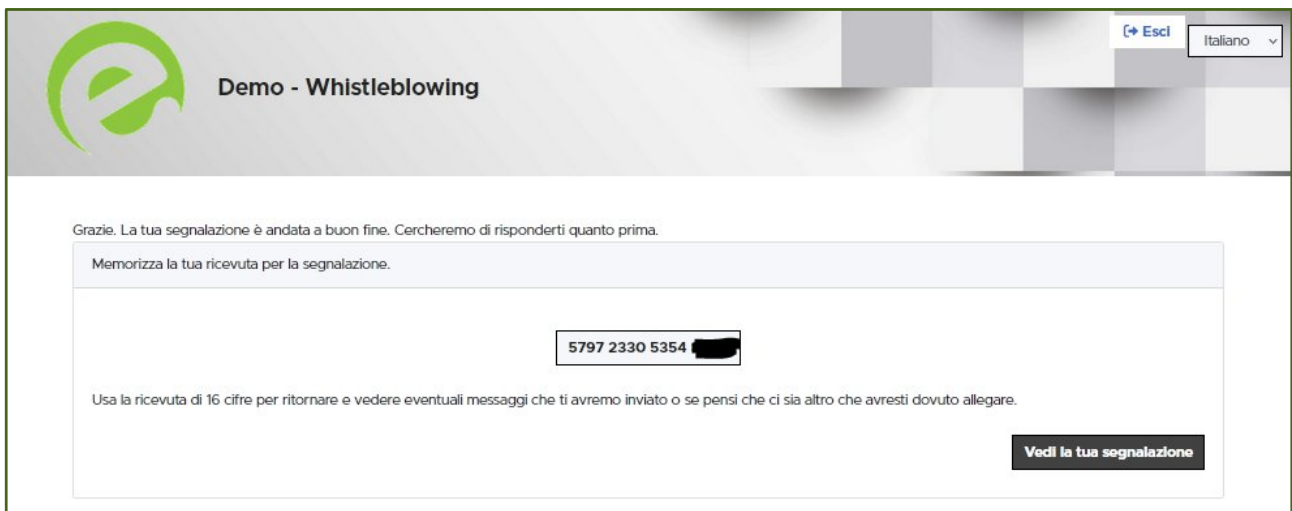 Esci
Italiano
Demo - Whistleblowing
Grazie. La tua segnalazione è andata a buon fine. Cercheremo di risponderti quanto prima.
Memorizza la tua ricevuta per la segnalazione.
5797 2330 5354
Usa la ricevuta di 16 cifre per ritornare e vedere eventuali messaggi che ti avremo inviato o se pensi che ci sia altro che avresti dovuto allegare.
Vedi la tua segnalazione